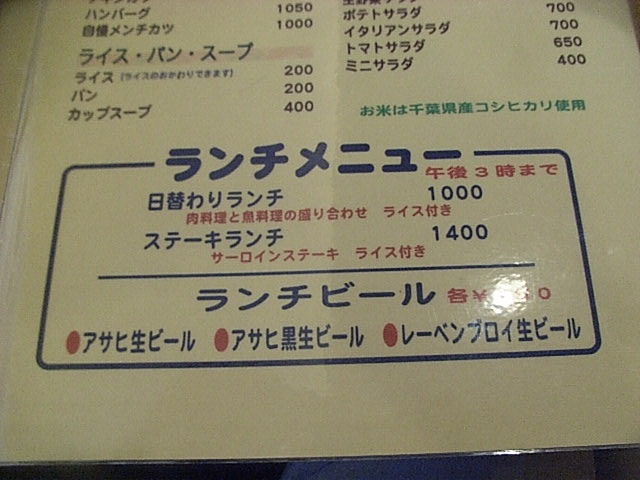 ハンバーグ 1050
自慢メンチカツ 1000
ライス・パン・スープ
ライス (ライスのおかわりできます) 200
パン 200
カップスープ 400
700
ポテトサラダ 700
イタリアンサラダ 700
トマトサラダ 650
ミニサラダ 400
お米は千葉県産コシヒカリ使用
ランチメニュー 午後3時まで
日替わりランチ 1000
肉料理と魚料理の盛り合わせ ライス付き
ステーキランチ 1400
サーロインステーキ ライス付き
ランチビール 各¥
●アサヒ生ビール ●アサヒ黒生ビール ●レーベンブロイ生ビール